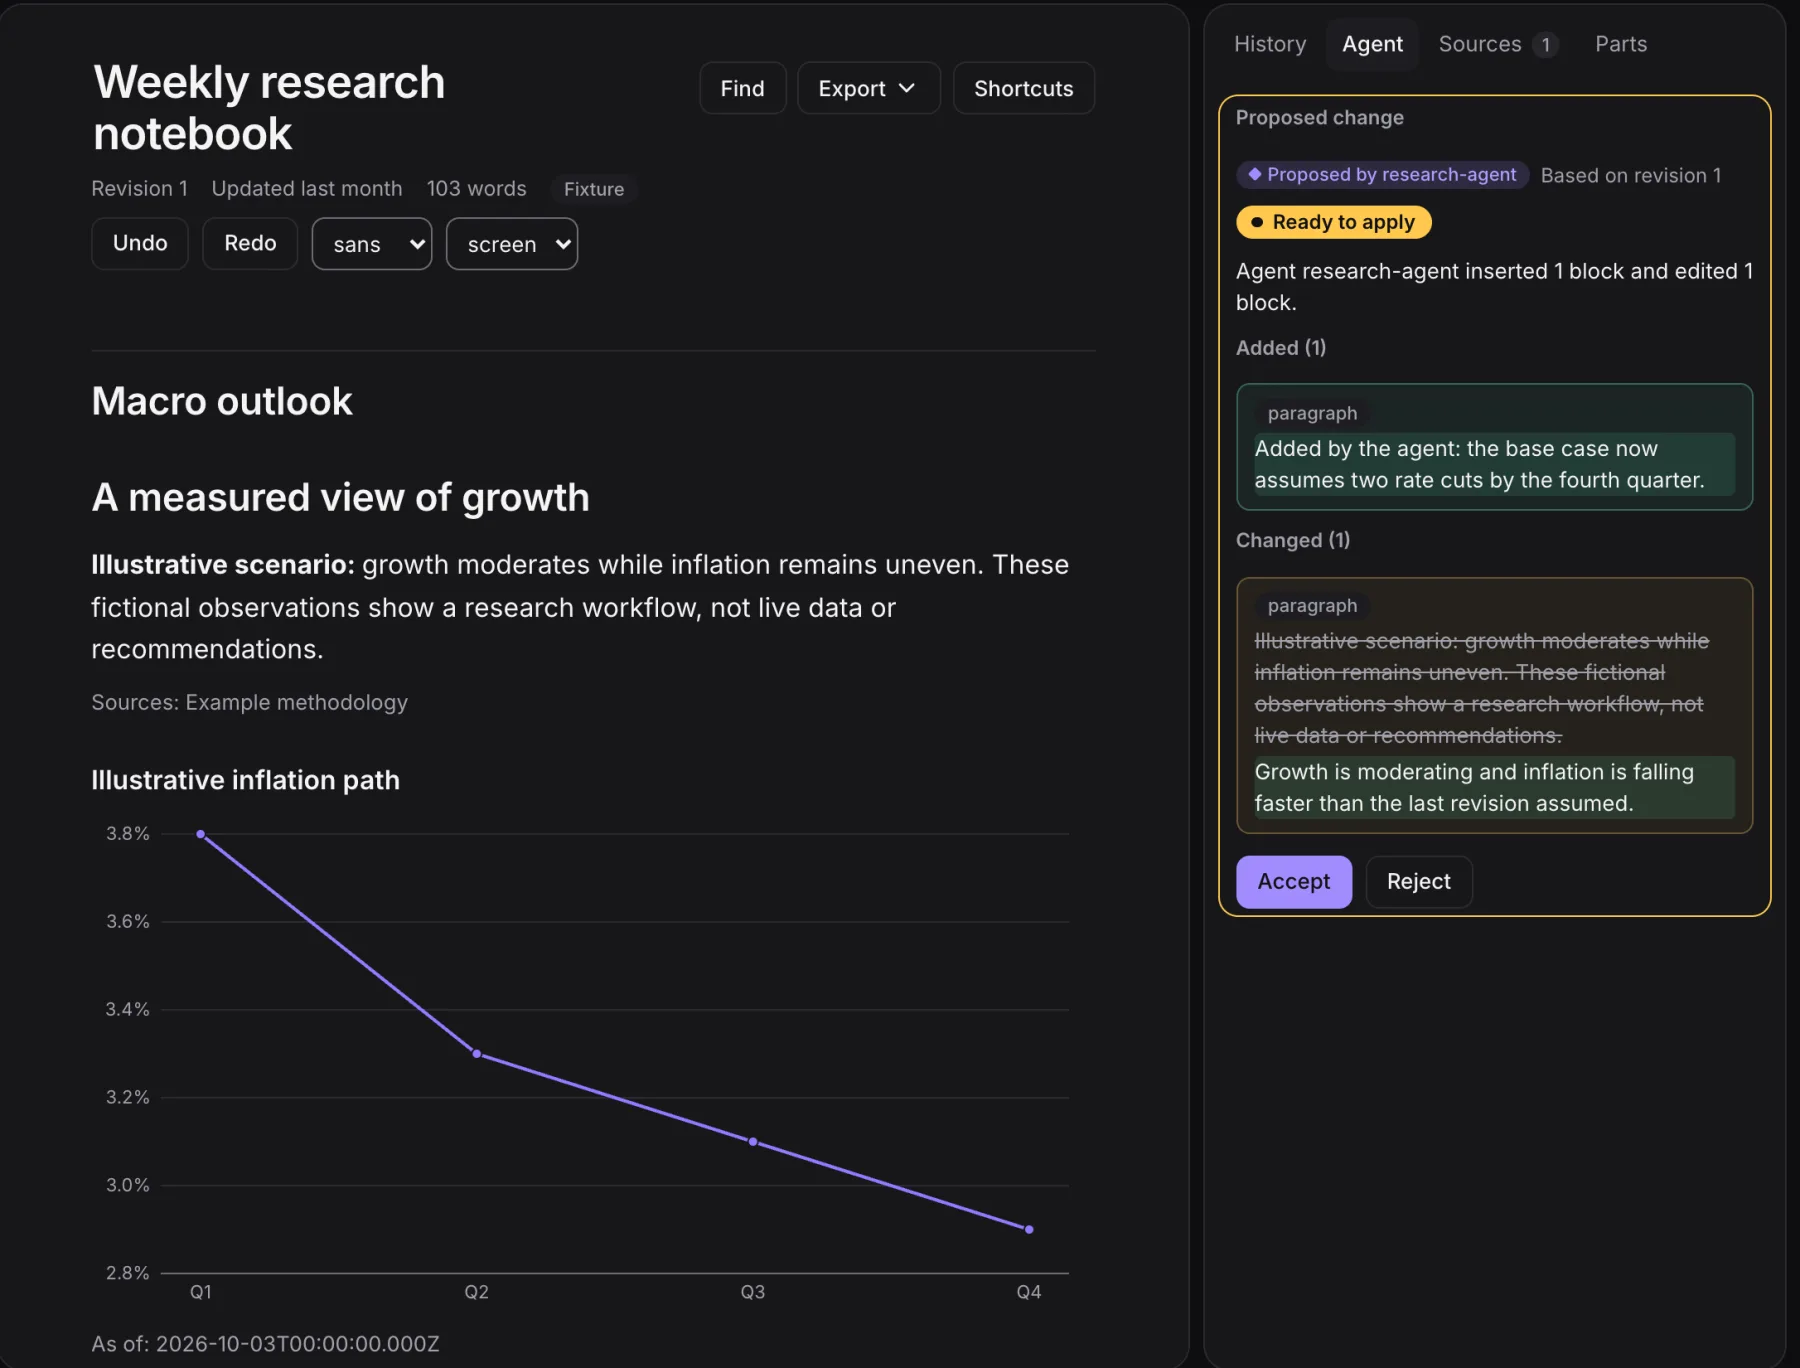 Weekly research
notebook
Find
Export
Shortcuts
Revision 1 Updated last month 103 words Fixture
Undo
Redo
sans
screen
Macro outlook
A measured view of growth
Illustrative scenario: growth moderates while inflation remains uneven. These
fictional observations show a research workflow, not live data or
recommendations.
Sources: Example methodology
Illustrative inflation path
3.8%
3.6%
3.4%
3.2%
3.0%
2.8%
Q1 Q2 Q3 Q4
As of: 2026-10-03T00:00:00.000Z
History Agent Sources 1 Parts
Proposed change
Proposed by research-agent Based on revision 1
Ready to apply
Agent research-agent inserted 1 block and edited 1
block.
Added (1)
paragraph
Added by the agent: the base case now
assumes two rate cuts by the fourth quarter.
Changed (1)
paragraph
Illustrative scenario: growth moderates while
inflation remains uneven. These fictional
observations show a research workflow, not
live data or recommendations.
Growth is moderating and inflation is falling
faster than the last revision assumed.
Accept
Reject